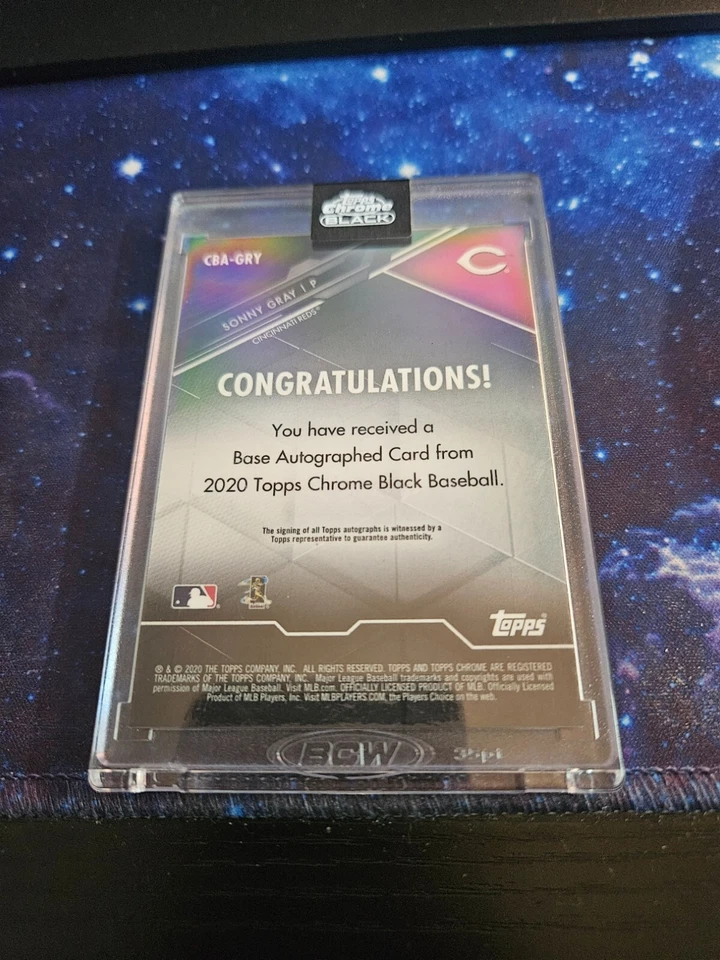 Topps
Chrome
BLACK
CBA-GRY
C
SONNY GRAY | P
CINCINNATI REDS®
CONGRATULATIONS!
You have received a
Base Autographed Card from
2020 Topps Chrome Black Baseball.
The signing of all Topps autographs is witnessed by a
Topps representative to guarantee authenticity.
topps
® & © 2020 THE TOPPS COMPANY, INC. ALL RIGHTS RESERVED. TOPPS AND TOPPS CHROME ARE REGISTERED
TRADEMARKS OF THE TOPPS COMPANY, INC. Major League Baseball trademarks and copyrights are used with
permission of Major League Baseball. Visit MLB.com. OFFICIALLY LICENSED PRODUCT OF MLB. Officially Licensed
Product of MLB Players, Inc. Visit MLBPLAYERS.COM, the Players Choice on the web.
BCW 35pt